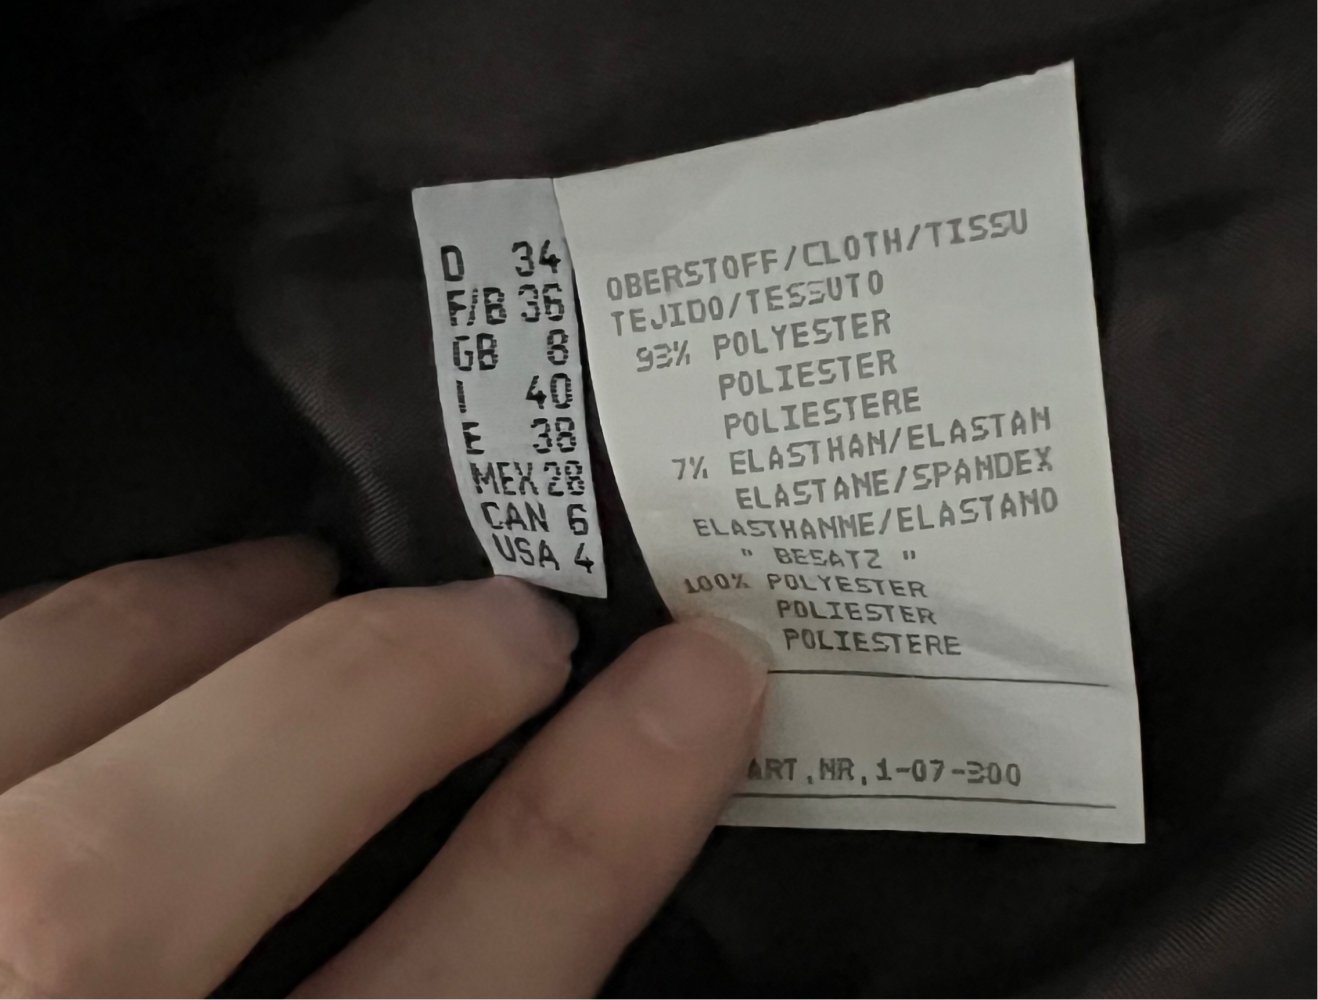 D 34
F/B 36
GB 8
I 40
E 38
MEX 28
CAN 6
USA 4
OBERSTOFF/CLOTH/TISSU
TEJIDO/TESSUTO
93% POLYESTER
POLIESTER
POLIESTERE
7% ELASTHAN/ELASTAN
ELASTANE/SPANDEX
ELASTHANNE/ELASTANO
" BESATZ "
100% POLYESTER
POLIESTER
POLIESTERE
ART.NR.1-07-300